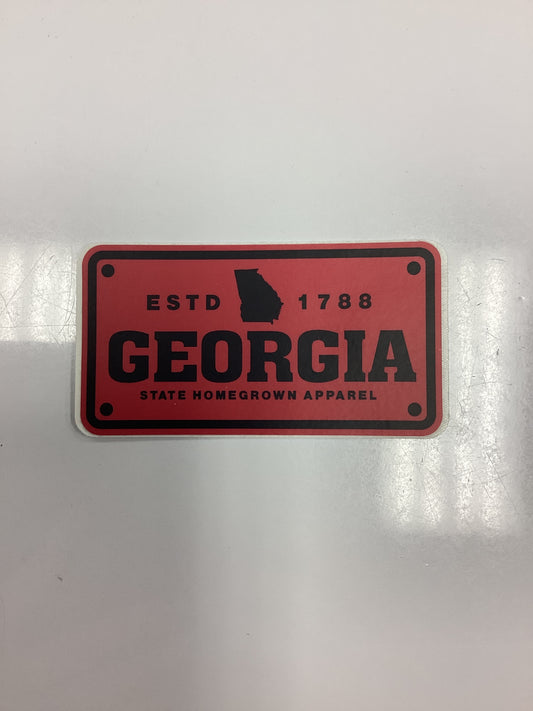 ESTD 1788
GEORGIA
STATE HOMEGROWN APPAREL